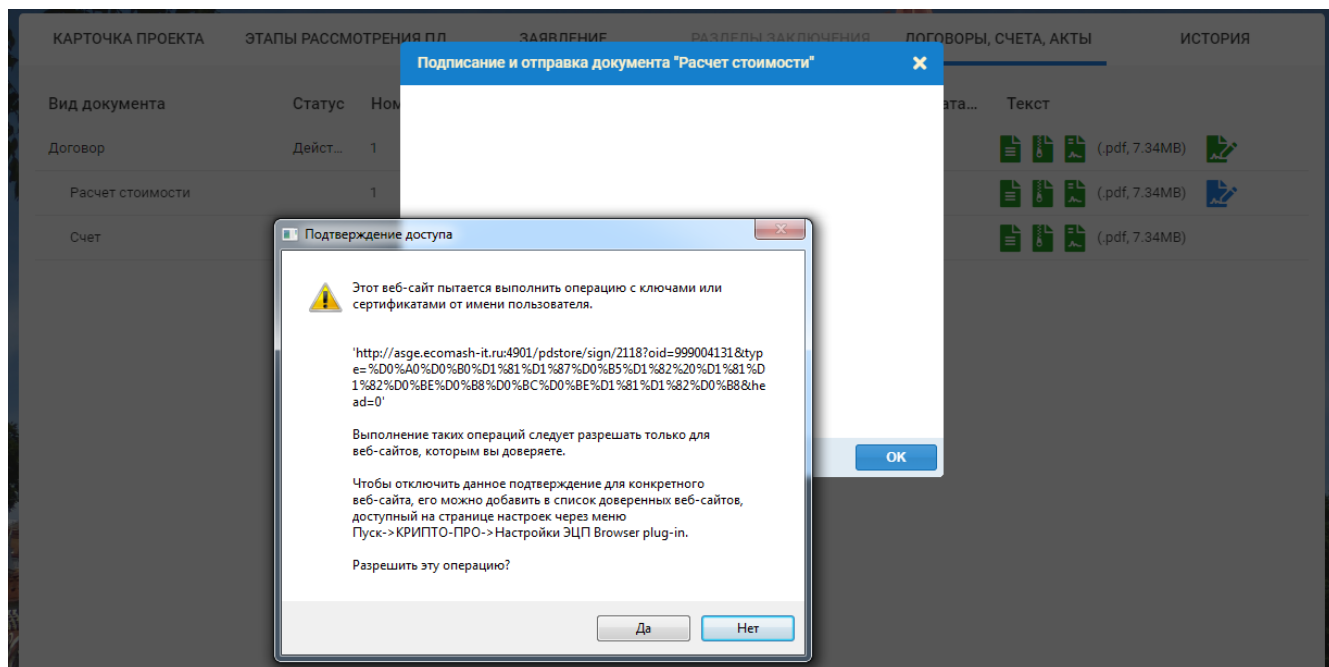 КАРТОЧКА ПРОЕКТА ЭТАПЫ РАССМОТРЕНИЯ ПД ЗАЯВЛЕНИЕ РАЗДЕЛЫ ЗАКЛЮЧЕНИЯ ДОГОВОРЫ, СЧЕТА, АКТЫ ИСТОРИЯ
Подписание и отправка документа "Расчет стоимости"
Вид документа Статус Ном ата... Текст
Договор Дейст... 1 (.pdf, 7.34MB)
Расчет стоимости 1 (.pdf, 7.34MB)
Счет (.pdf, 7.34MB)
Подтверждение доступа
Этот веб-сайт пытается выполнить операцию с ключами или
сертификатами от имени пользователя.
'http://asge.ecomash-it.ru:4901/pdstore/sign/2118?oid=999004131&typ
e=%D0%A0%D0%B0%D1%81%D1%87%D0%B5%D1%82%20%D1%81%D
1%82%D0%BE%D0%B8%D0%BC%D0%BE%D1%81%D1%82%D0%B8&he
ad=0'
Выполнение таких операций следует разрешать только для
веб-сайтов, которым вы доверяете.
Чтобы отключить данное подтверждение для конкретного
веб-сайта, его можно добавить в список доверенных веб-сайтов,
доступный на странице настроек через меню
Пуск->КРИПТО-ПРО->Настройки ЭЦП Browser plug-in.
Разрешить эту операцию?
Да Нет
ОК